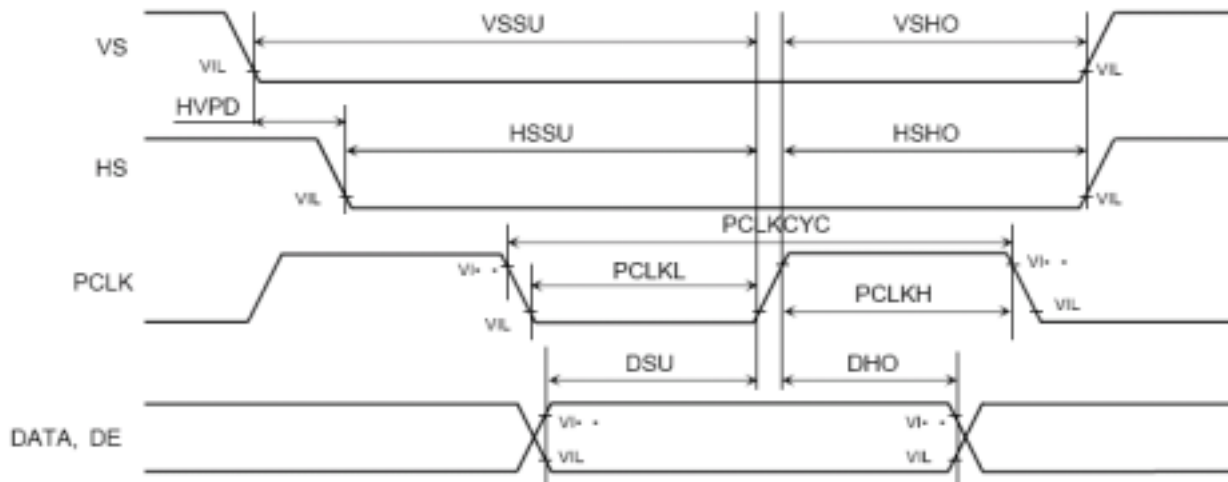 VSSU VSHO
VS
VIL VIL
HVPD
HSSU HSHO
HS
VIL VIL
PCLKCYC
PCLKL
PCLK
PCLKH
VIL VIL
DSU DHO
DATA, DE
VIL VIL